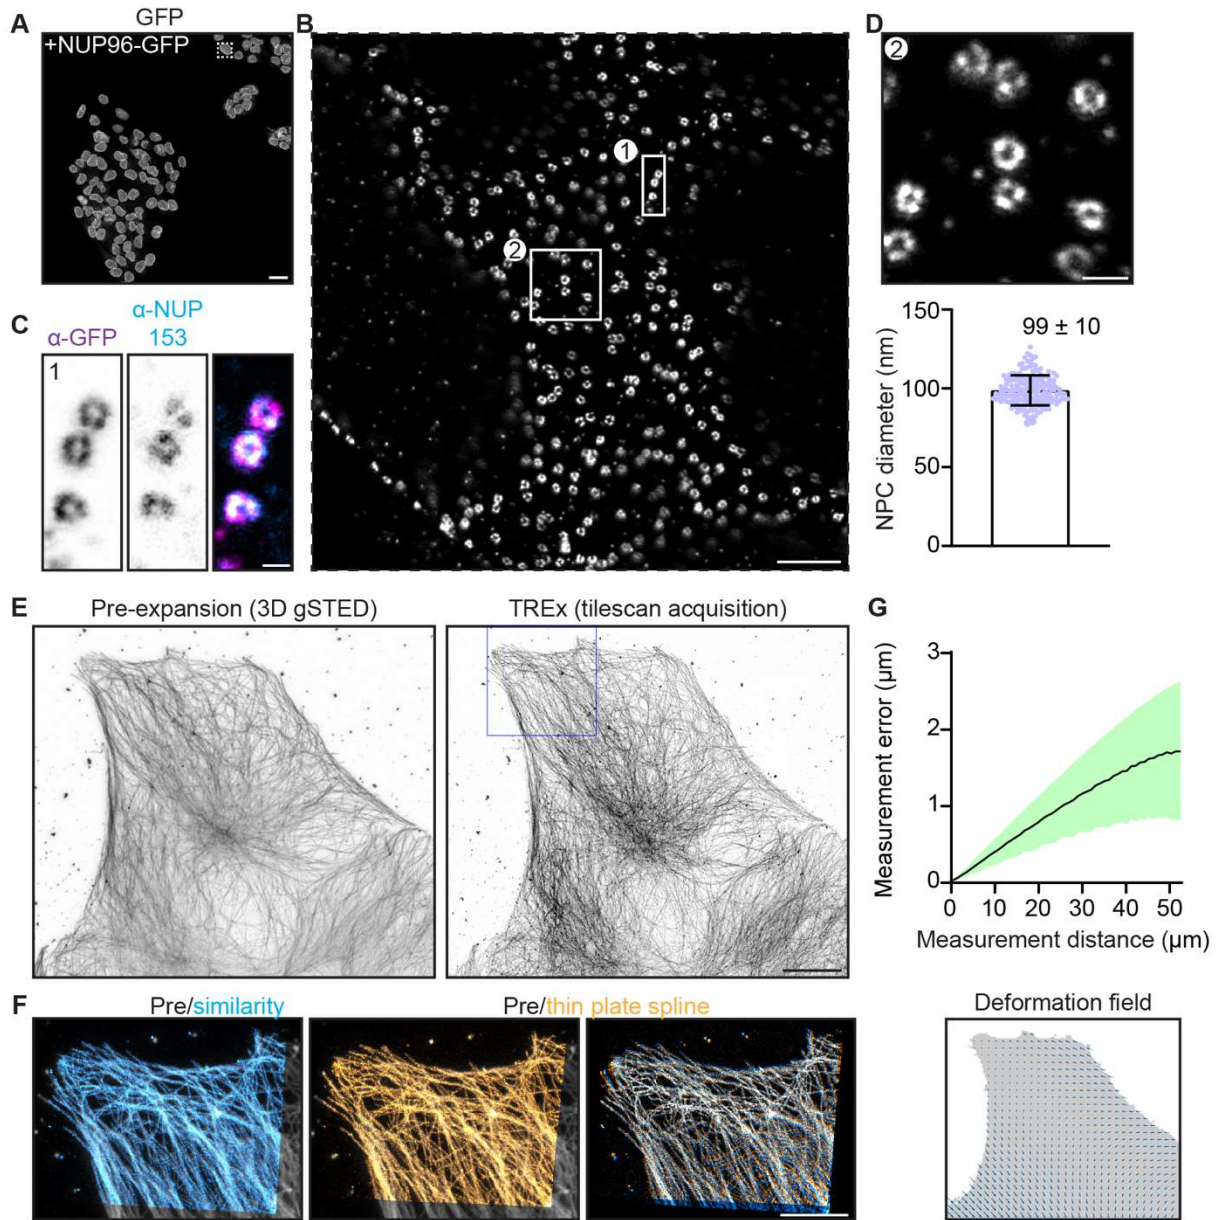 A
GFP
+NUP96-GFP
B
1
2
C
α-GFP
α-NUP
153
1
D
2
150
100
50
0
NPC diameter (nm)
99 ± 10
E
Pre-expansion (3D gSTED)
TREx (tilescan acquisition)
F
Pre/similarity
Pre/thin plate spline
G
3
2
1
0
Measurement error (µm)
0 10 20 30 40 50
Measurement distance (µm)
Deformation field